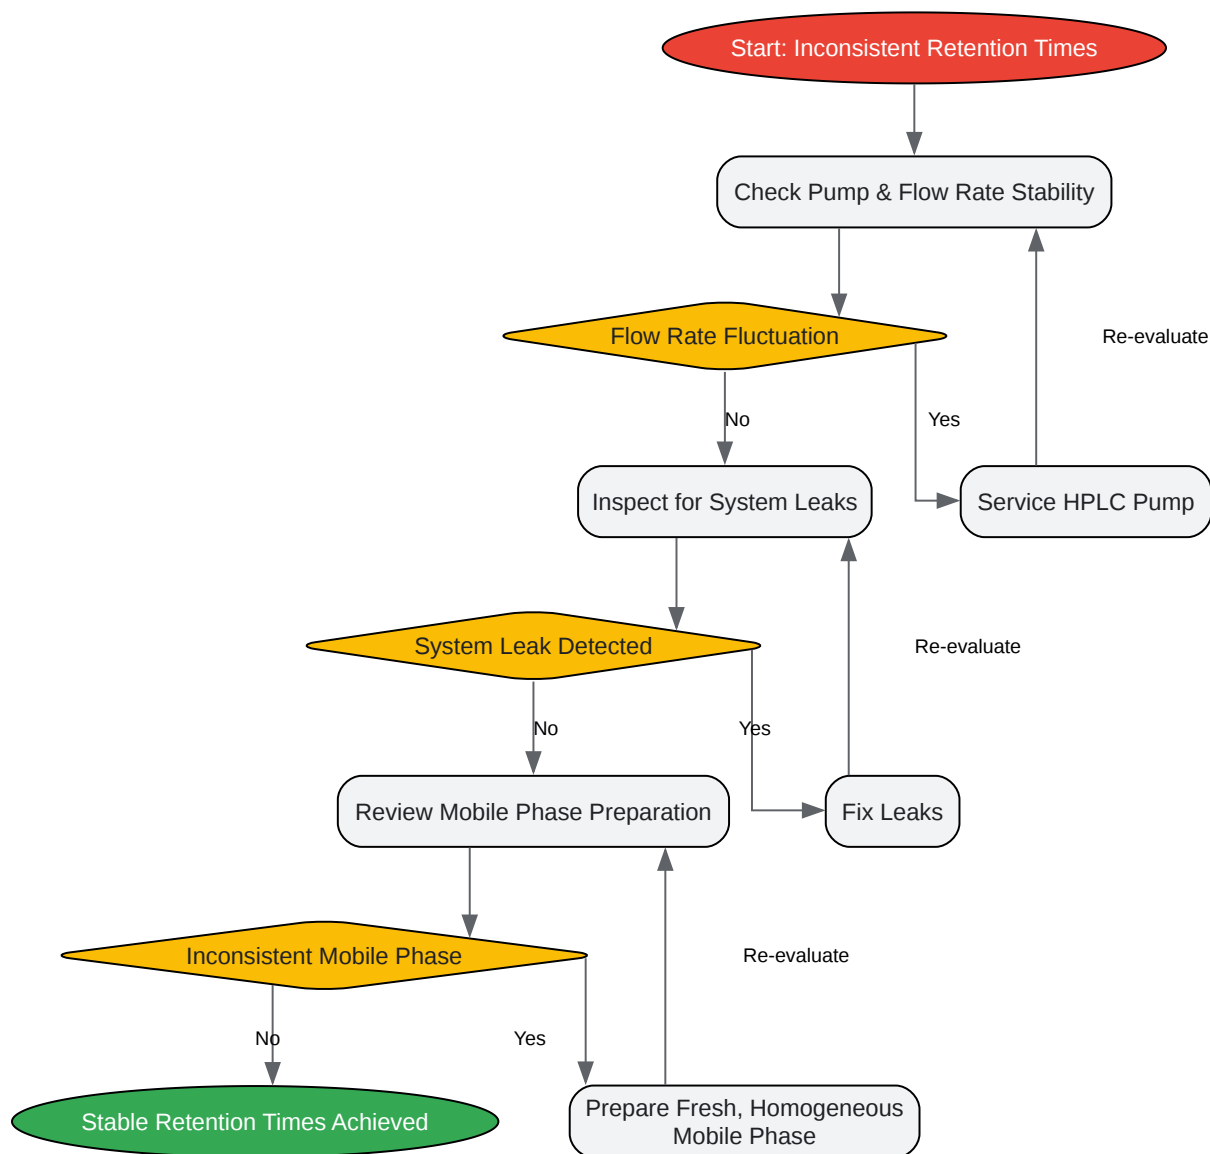 Start: Inconsistent Retention Times
Check Pump & Flow Rate Stability
Flow Rate Fluctuation
Re-evaluate
No
Yes
Inspect for System Leaks
Service HPLC Pump
System Leak Detected
Re-evaluate
No
Yes
Review Mobile Phase Preparation
Fix Leaks
Inconsistent Mobile Phase
Re-evaluate
No
Yes
Stable Retention Times Achieved
Prepare Fresh, Homogeneous
Mobile Phase